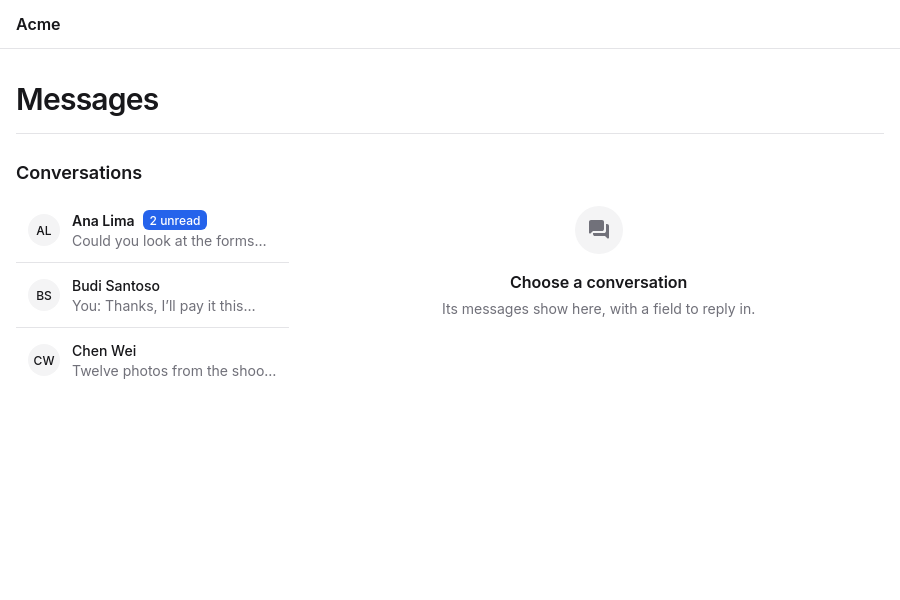 Acme
Messages
Conversations
AL
Ana Lima
2 unread
Could you look at the forms…
BS
Budi Santoso
You: Thanks, I’ll pay it this…
CW
Chen Wei
Twelve photos from the shoo…
Choose a conversation
Its messages show here, with a field to reply in.